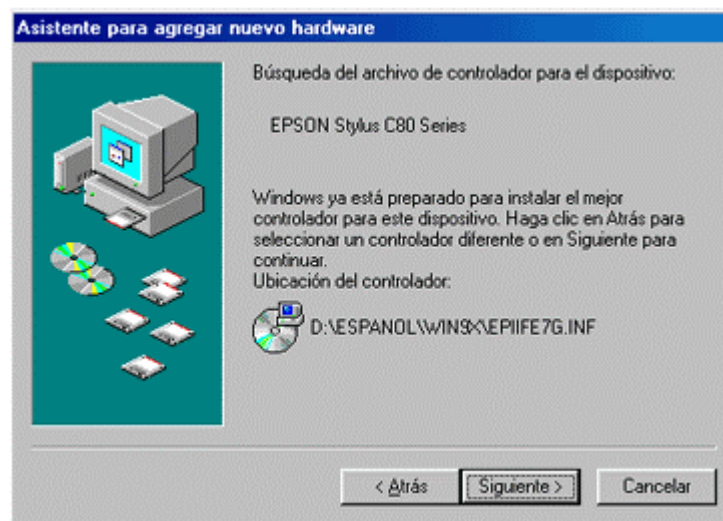 Asistente para agregar nuevo hardware
Búsqueda del archivo de controlador para el dispositivo:
EPSON Stylus C80 Series
Windows ya está preparado para instalar el mejor
controlador para este dispositivo. Haga clic en Atrás para
seleccionar un controlador diferente o en Siguiente para
continuar.
Ubicación del controlador:
D:\ESPANOL\WIN9X\EPIIFE7G.INF
< Atrás
Siguiente >
Cancelar